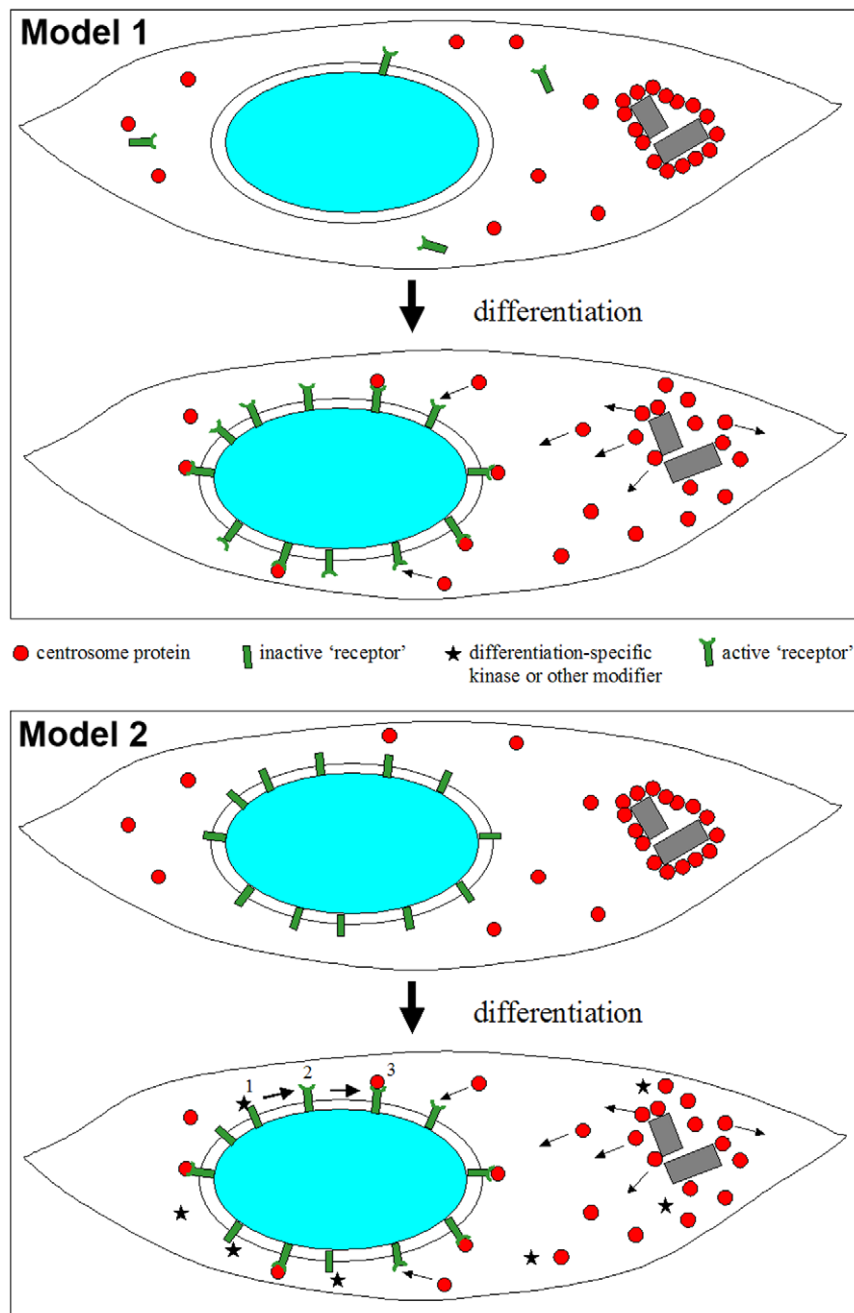 Model 1
differentiation
centrosome protein
inactive ‘receptor’
differentiation-specific
kinase or other modifier
active ‘receptor’
Model 2
differentiation
1
2
3